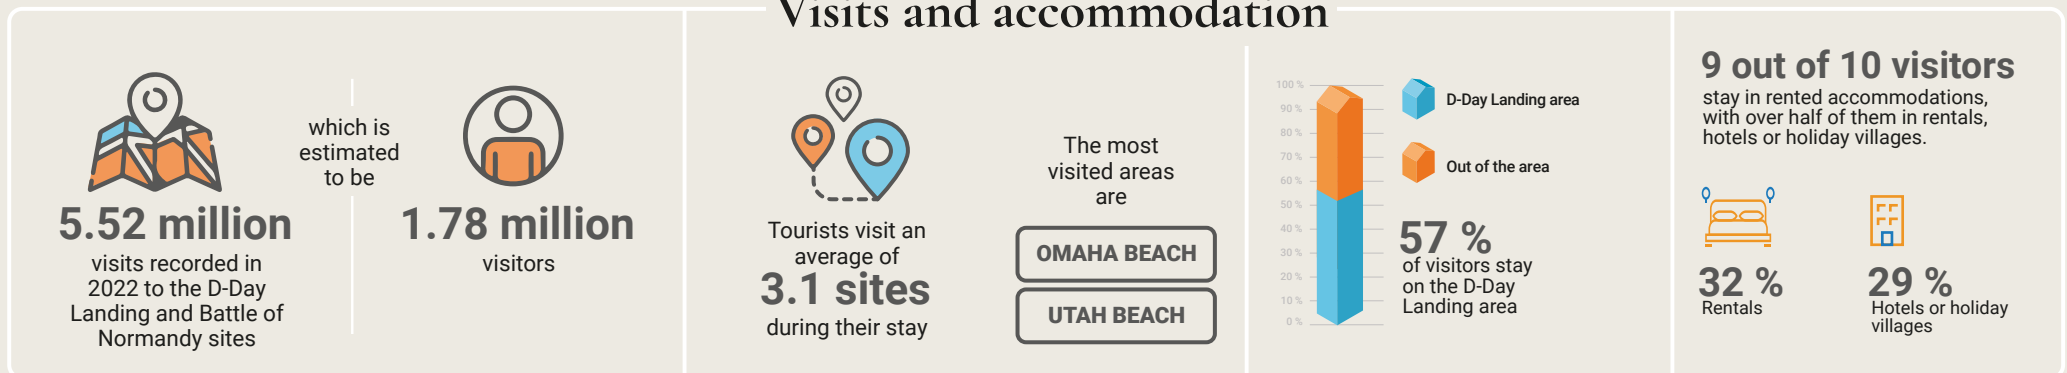 Visits and accommodation
5.52 million
visits recorded in
2022 to the D-Day
Landing and Battle of
Normandy sites
which is
estimated
to be
1.78 million
visitors
Tourists visit an
average of
3.1 sites
during their stay
The most
visited areas
are
OMAHA BEACH
UTAH BEACH
100 %
90 %
80 %
70 %
60 %
50 %
40 %
30 %
20 %
10 %
0 %
D-Day Landing area
Out of the area
57 %
of visitors stay
on the D-Day
Landing area
9 out of 10 visitors
stay in rented accommodations,
with over half of them in rentals,
hotels or holiday villages.
32 %
Rentals
29 %
Hotels or holiday
villages